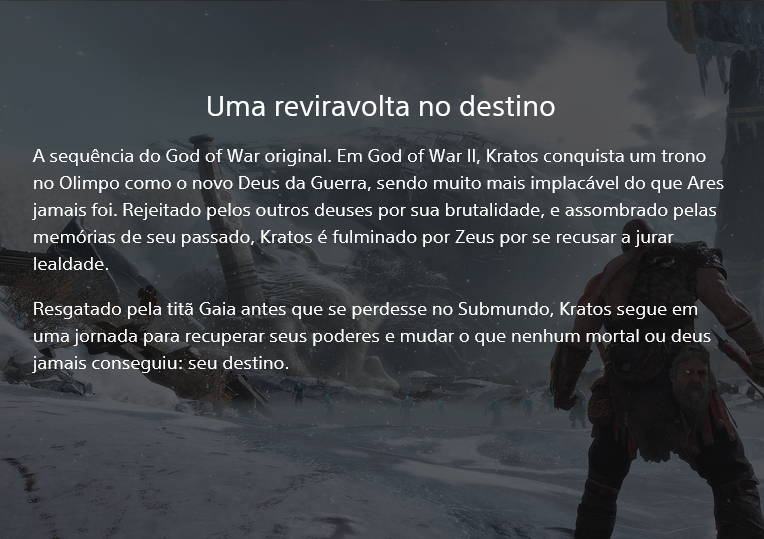 Uma reviravolta no destino
A sequência do God of War original. Em God of War II, Kratos conquista um trono
no Olimpo como o novo Deus da Guerra, sendo muito mais implacável do que Ares
jamais foi. Rejeitado pelos outros deuses por sua brutalidade, e assombrado pelas
memórias de seu passado, Kratos é fulminado por Zeus por se recusar a jurar
lealdade.
Resgatado pela titã Gaia antes que se perdesse no Submundo, Kratos segue em
uma jornada para recuperar seus poderes e mudar o que nenhum mortal ou deus
jamais conseguiu: seu destino.